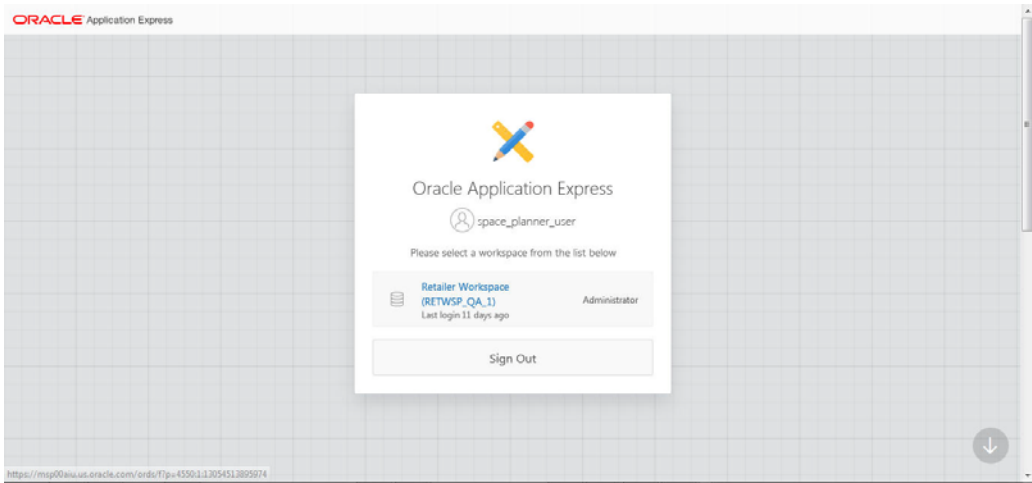 ORACLE Application Express
Oracle Application Express
space_planner_user
Please select a workspace from the list below
Retailer Workspace
(RETWSP_QA_1)
Administrator
Last login 11 days ago
Sign Out
https://msp00aiu.us.oracle.com/ords/f?p=4550:1:13054513895974